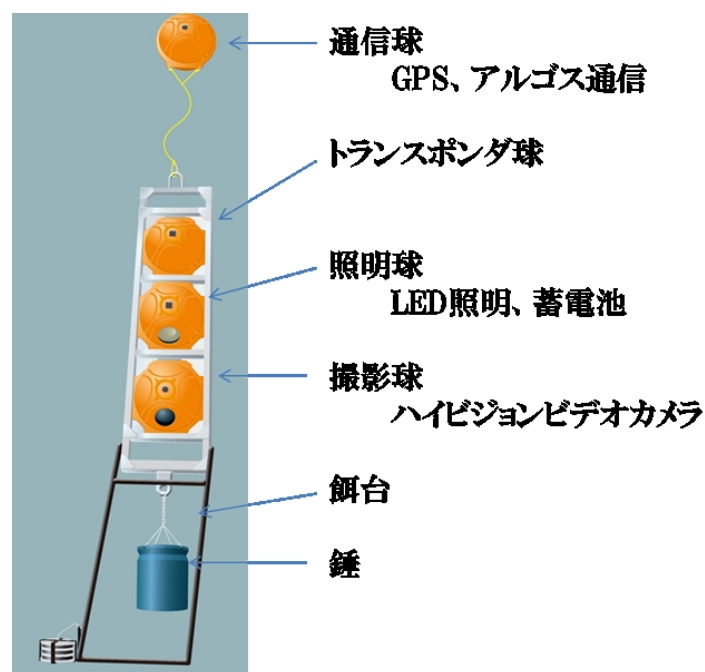 通信球
GPS、アルゴス通信
トランスポンダ球
照明球
LED照明、蓄電池
撮影球
ハイビジョンビデオカメラ
餌台
錘